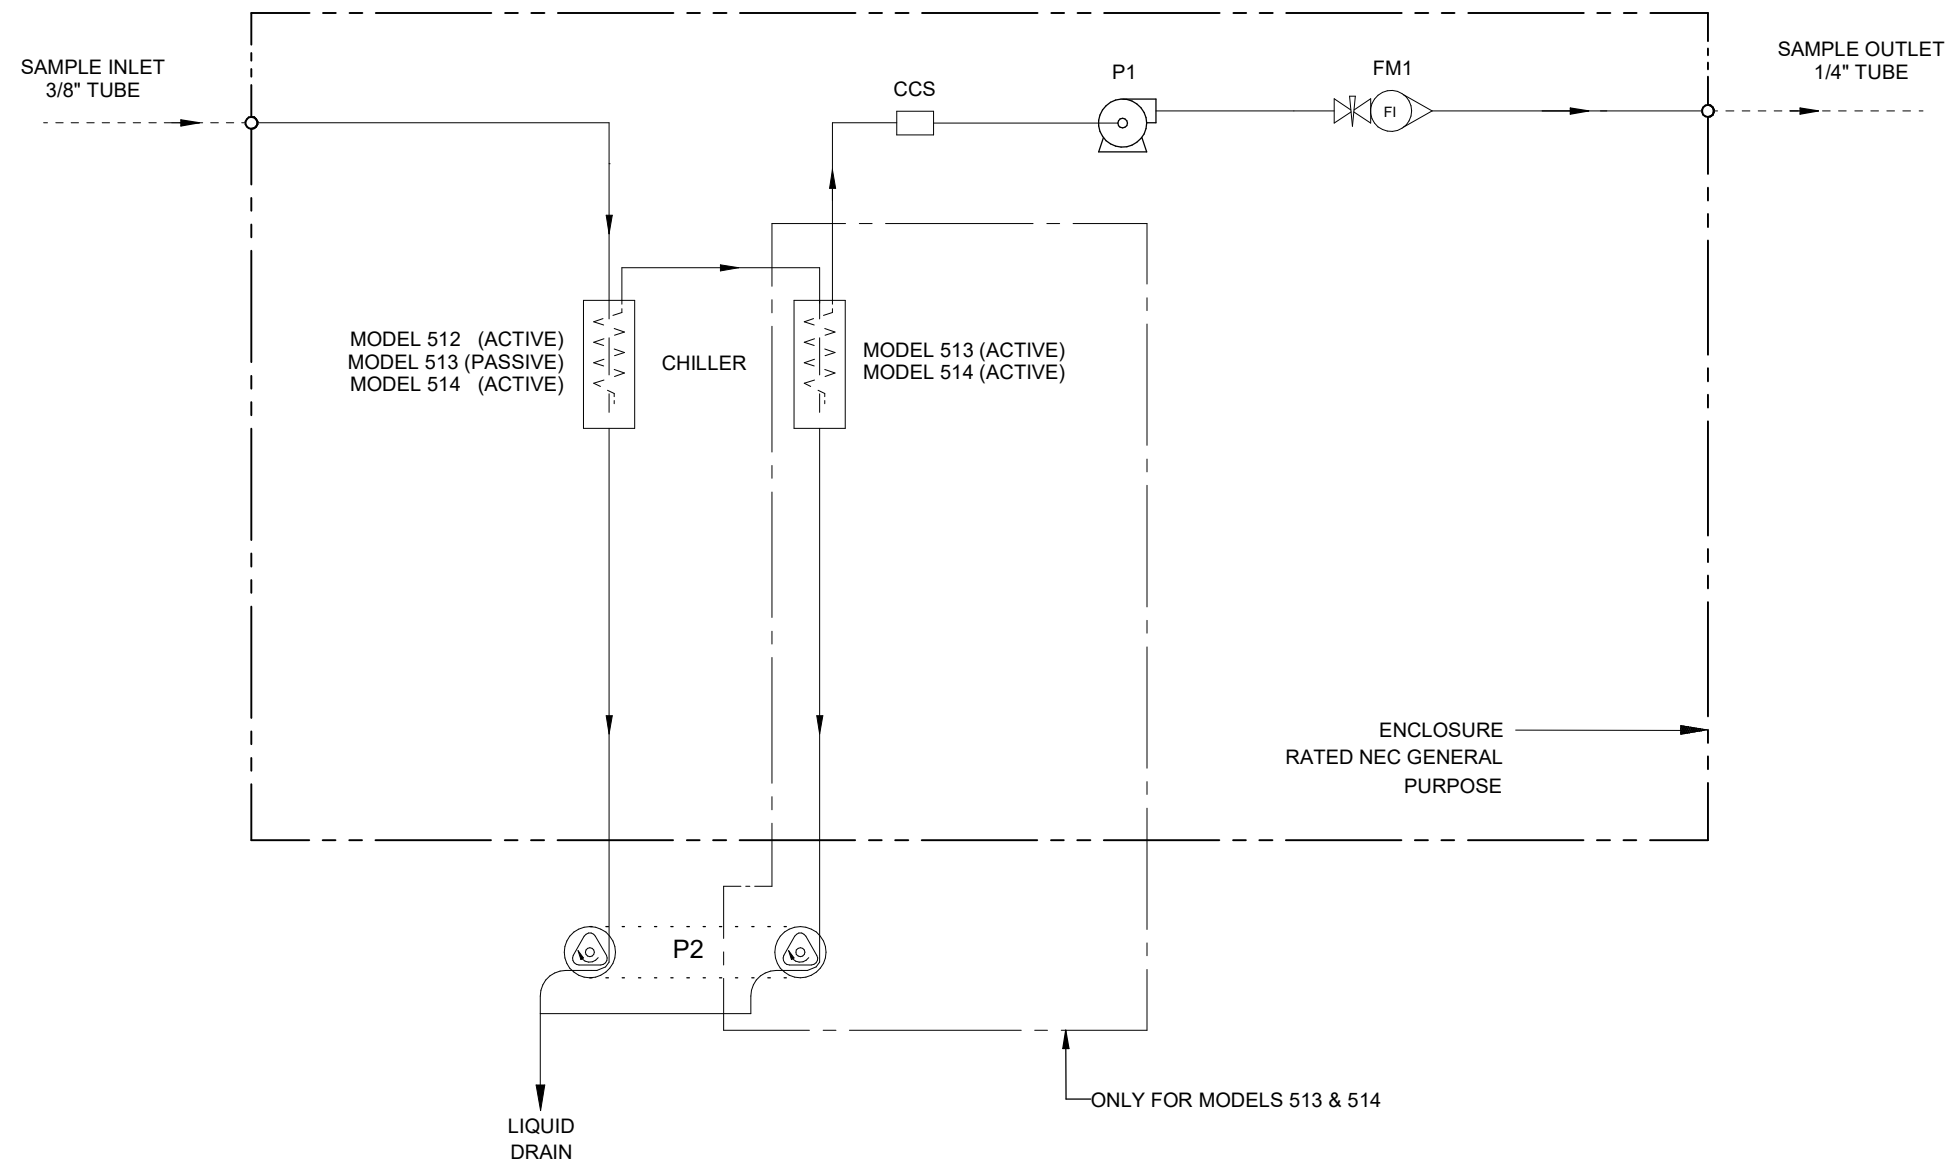 SAMPLE INLET
3/8" TUBE
CCS
P1
FM1
FI
SAMPLE OUTLET
1/4" TUBE
MODEL 512 (ACTIVE)
MODEL 513 (PASSIVE)
MODEL 514 (ACTIVE)
CHILLER
MODEL 513 (ACTIVE)
MODEL 514 (ACTIVE)
ENCLOSURE
RATED NEC GENERAL
PURPOSE
P2
ONLY FOR MODELS 513 & 514
LIQUID
DRAIN